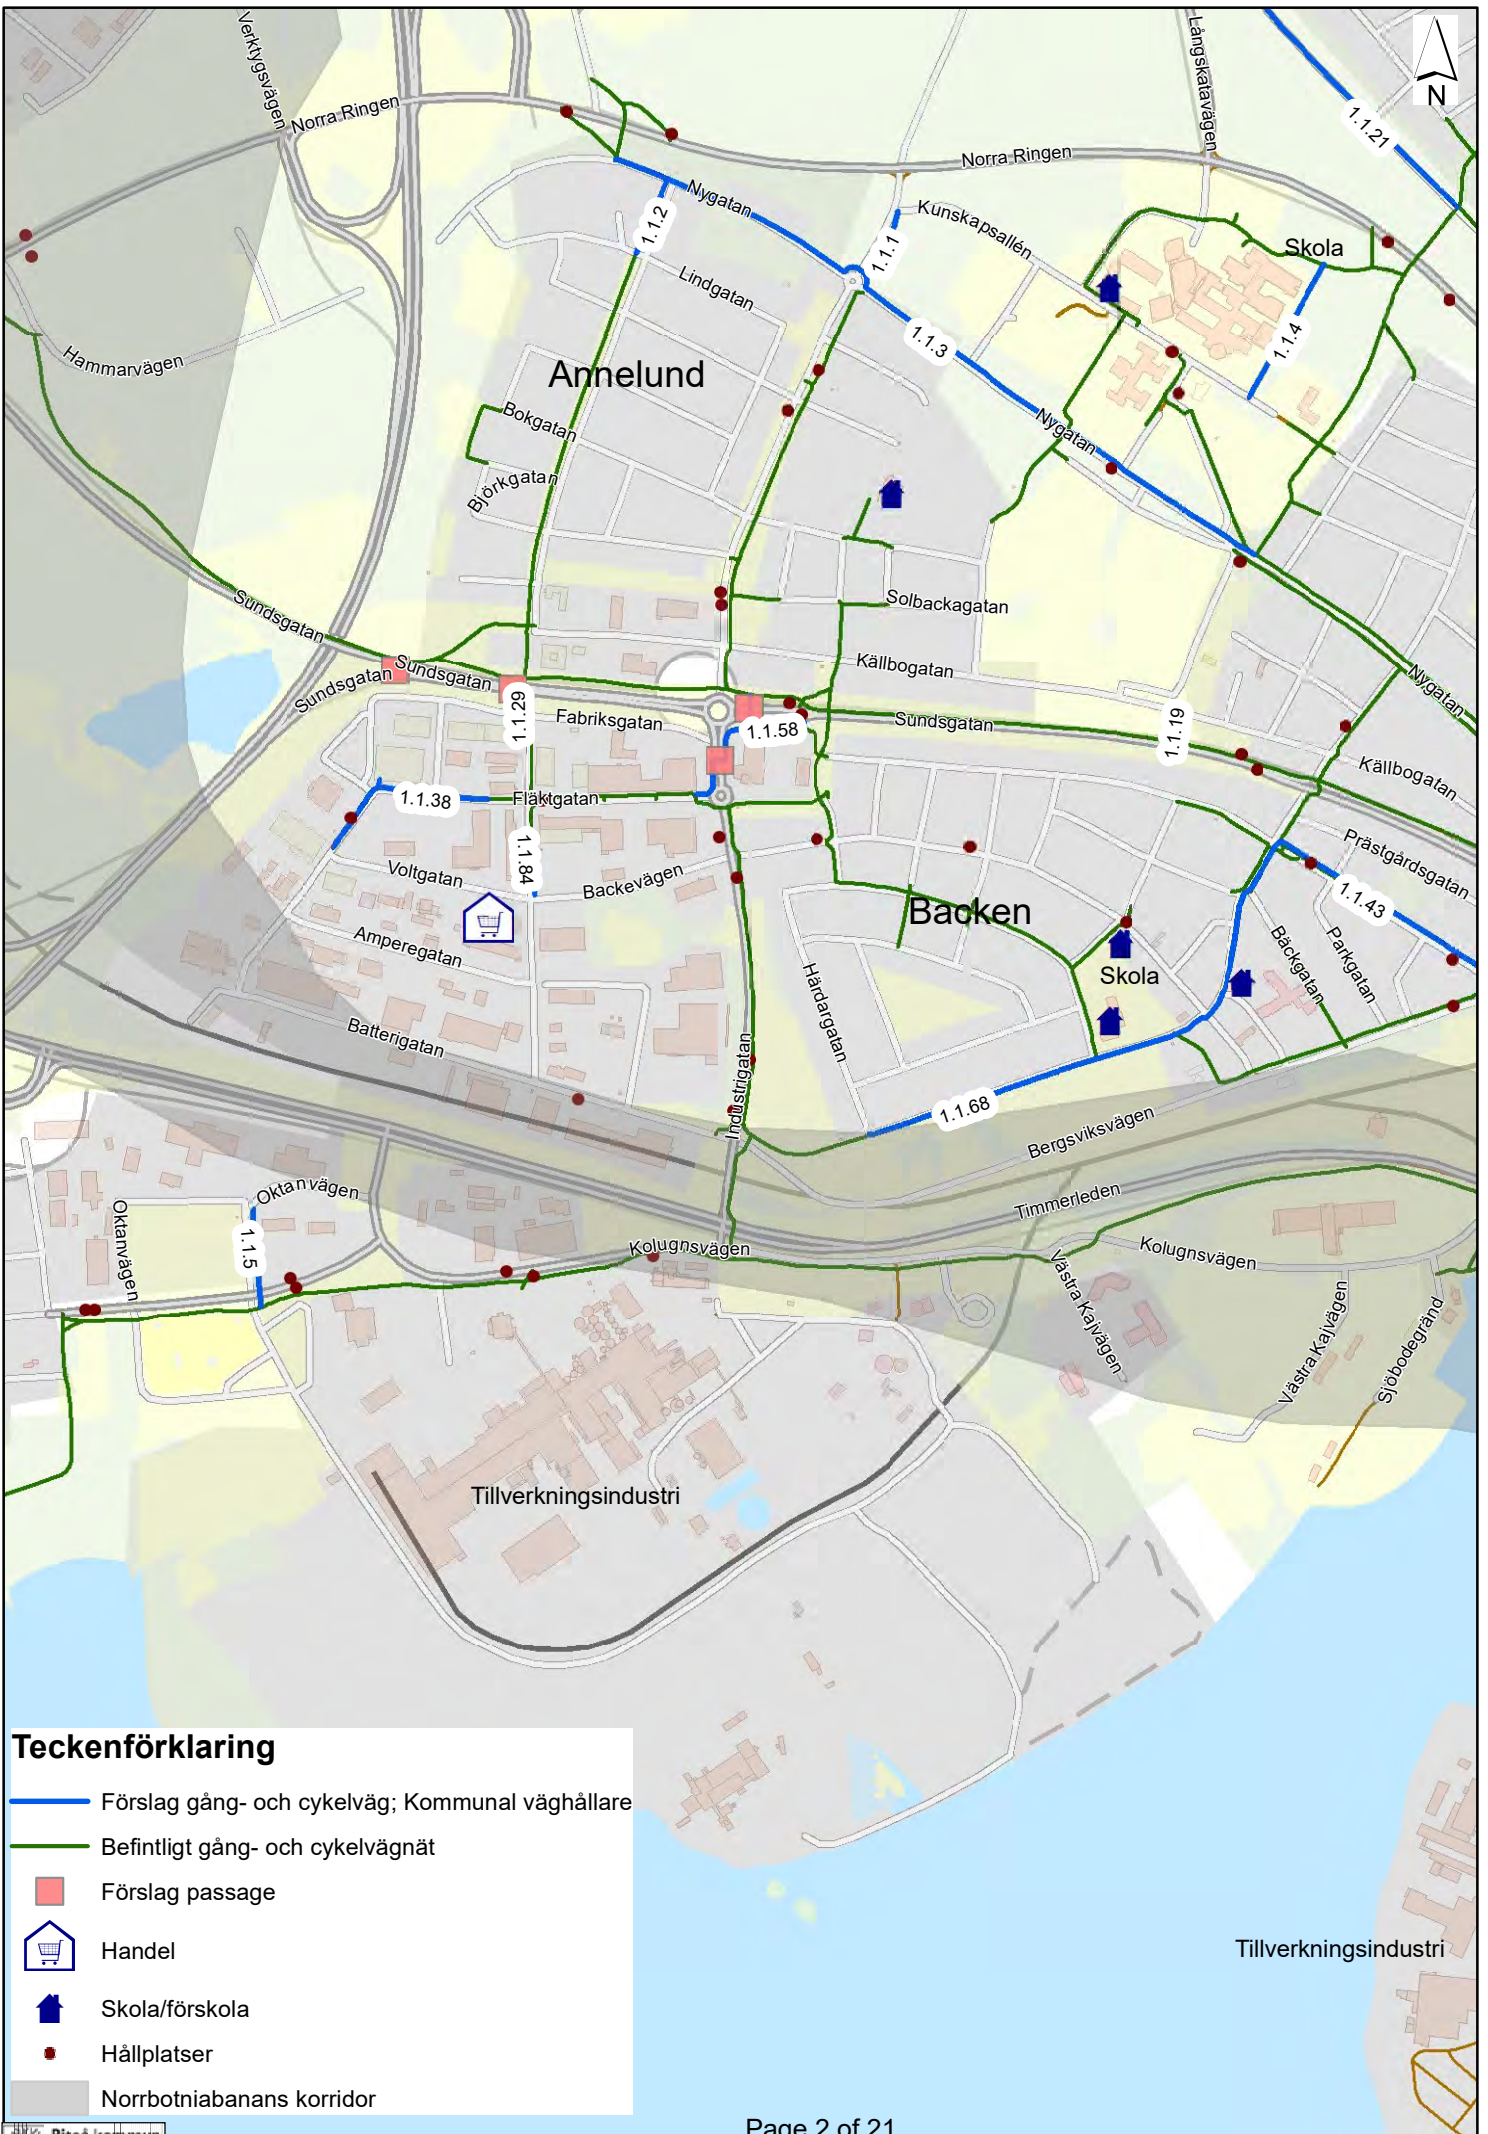 Verktygsvägen
Norra Ringen
Långskatavägen
N
1.1.21
Norra Ringen
Nygatan
1.1.2
Kunskapsallén
1.1.1
Skola
Lindgatan
1.1.3
1.1.4
Hammarvägen
Annelund
Bokgatan
Nygatan
Björkgatan
Sundsgatan
Solbackagatan
Källbogatan
Sundsgatan
Sundsgatan
Nygatan
1.1.29
Fabriksgatan
1.1.58
Sundsgatan
1.1.19
Källbogatan
1.1.38
Fläktgatan
Prästgårdsgatan
1.1.84
Voltgatan
Backevägen
1.1.43
Backen
Amperegatan
Bäckgatan
Parkgatan
Skola
Härdargatan
Batterigatan
Industrigatan
1.1.68
Bergsviksvägen
Oktanvägen
Timmerleden
Oktanvägen
1.1.5
Kolugnsvägen
Kolugnsvägen
Västra Kajvägen
Västra Kajvägen
Sjöbodegränd
Tillverkningsindustri
Teckenförklaring
Förslag gång- och cykelväg; Kommunal väghållare
Befintligt gång- och cykelvägnät
Förslag passage
Handel
Skola/förskola
Hållplatser
Norrbotniabanans korridor
Tillverkningsindustri
Page 2 of 21